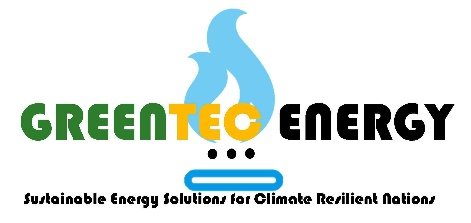 GREENTEC ENERGY
Sustainable Energy Solutions for Climate Resilient Nations